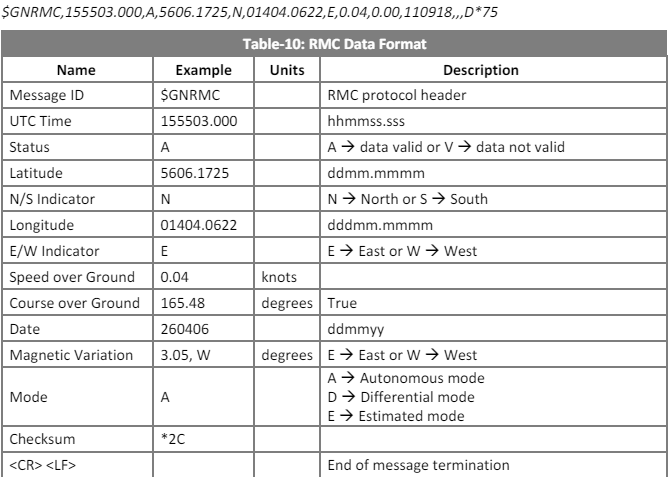 $GNRMC,155503.000,A,5606.1725,N,01404.0622,E,0.04,0.00,110918,,,D*75
Table-10: RMC Data Format
Name Example Units Description
Message ID $GNRMC RMC protocol header
UTC Time 155503.000 hhmmss.sss
Status A A → data valid or V → data not valid
Latitude 5606.1725 ddmm.mmmm
N/S Indicator N N → North or S → South
Longitude 01404.0622 dddmm.mmmm
E/W Indicator E E → East or W → West
Speed over Ground 0.04 knots
Course over Ground 165.48 degrees True
Date 260406 ddmmyy
Magnetic Variation 3.05, W degrees E → East or W → West
Mode A A → Autonomous mode
D → Differential mode
E → Estimated mode
Checksum *2C
<CR> <LF> End of message termination